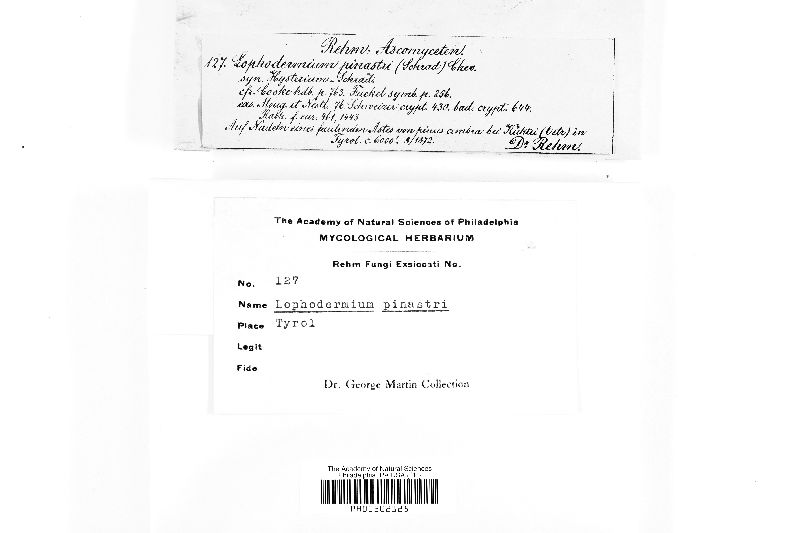 Rehm. Ascomyceten.
127. Lophodermium pinastri (Schrad.) Chev.
syn. Hysterium – Schrad.
cfr. Cooke hdb. p. 763. Fuckel symb. p. 256.
exs. Moug. et Nestl. 76. Schweizer crypt. 430. bad. crypt. 644.
Rabh. f. eur. 461, 1443
Auf Nadeln eines faulenden Astes von pinus cembra bei in
Tyrol. c. 6000'. 8/1872.
Dr Rehm.
The Academy of Natural Sciences of Philadelphia
MYCOLOGICAL HERBARIUM
Rehm Fungi Exsiccati No.
No. 127
Name Lophodermium pinastri
Place Tyrol
Legit
Fide
Dr. George Martin Collection
The Academy of Natural Sciences
Philadelphia